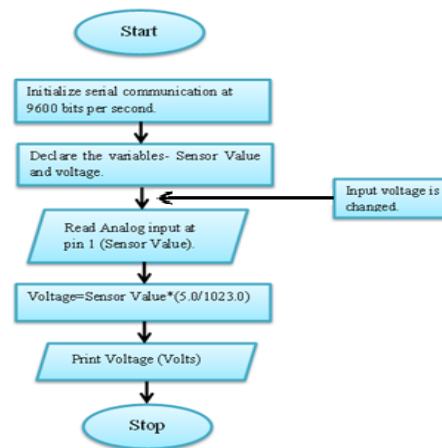 Start
Initialize serial communication at
9600 bits per second.
Declare the variables- Sensor Value
and voltage.
Input voltage is
changed.
Read Analog input at
pin 1 (Sensor Value).
Voltage=Sensor Value*(5.0/1023.0)
Print Voltage (Volts)
Stop